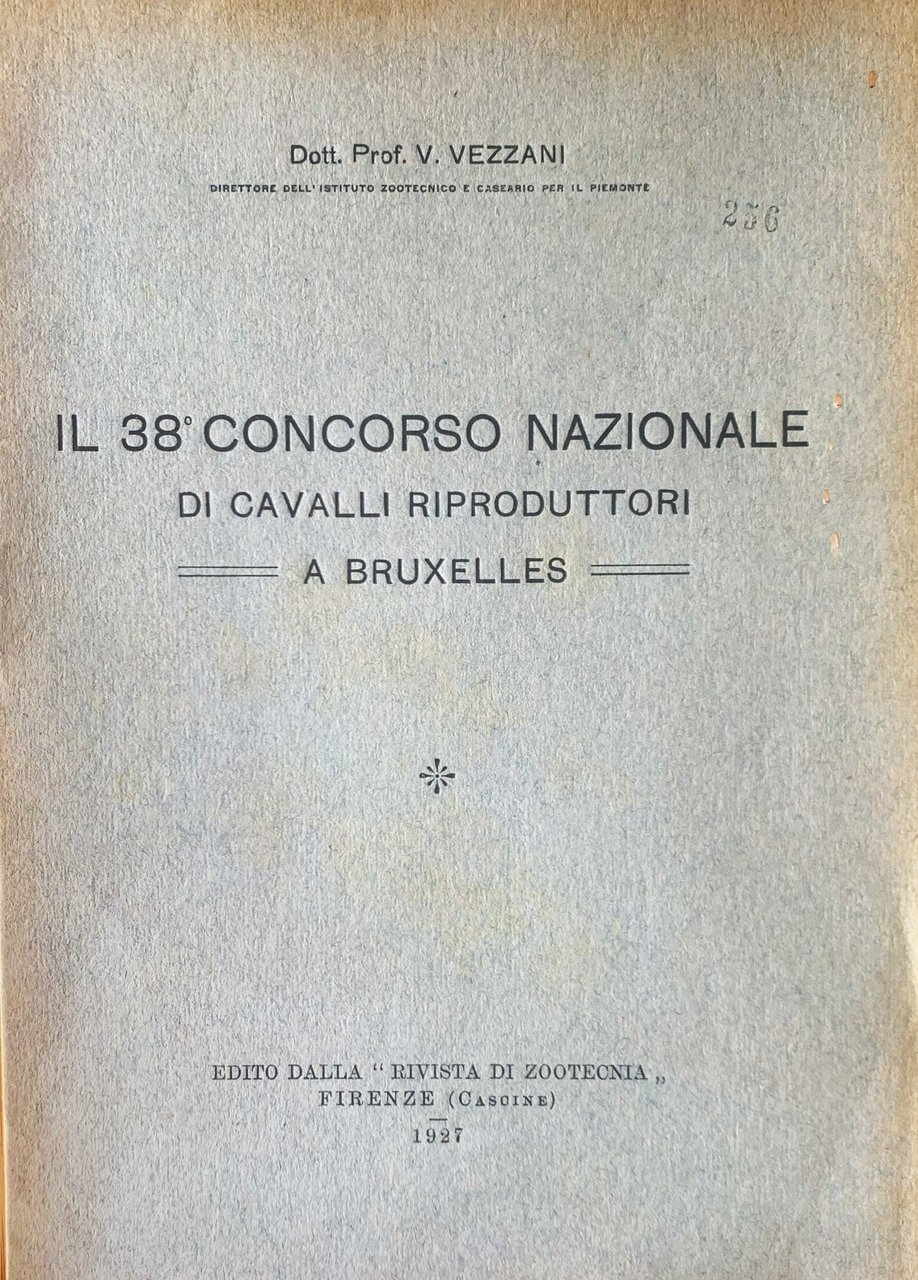 Dott. Prof. V. VEZZANI
DIRETTORE DELL'ISTITUTO ZOOTECNICO E CASEARIO PER IL PIEMONTE
256
IL 38° CONCORSO NAZIONALE
DI CAVALLI RIPRODUTTORI
A BRUXELLES
EDITO DALLA “ RIVISTA DI ZOOTECNIA „
FIRENZE (CASCINE)
1927